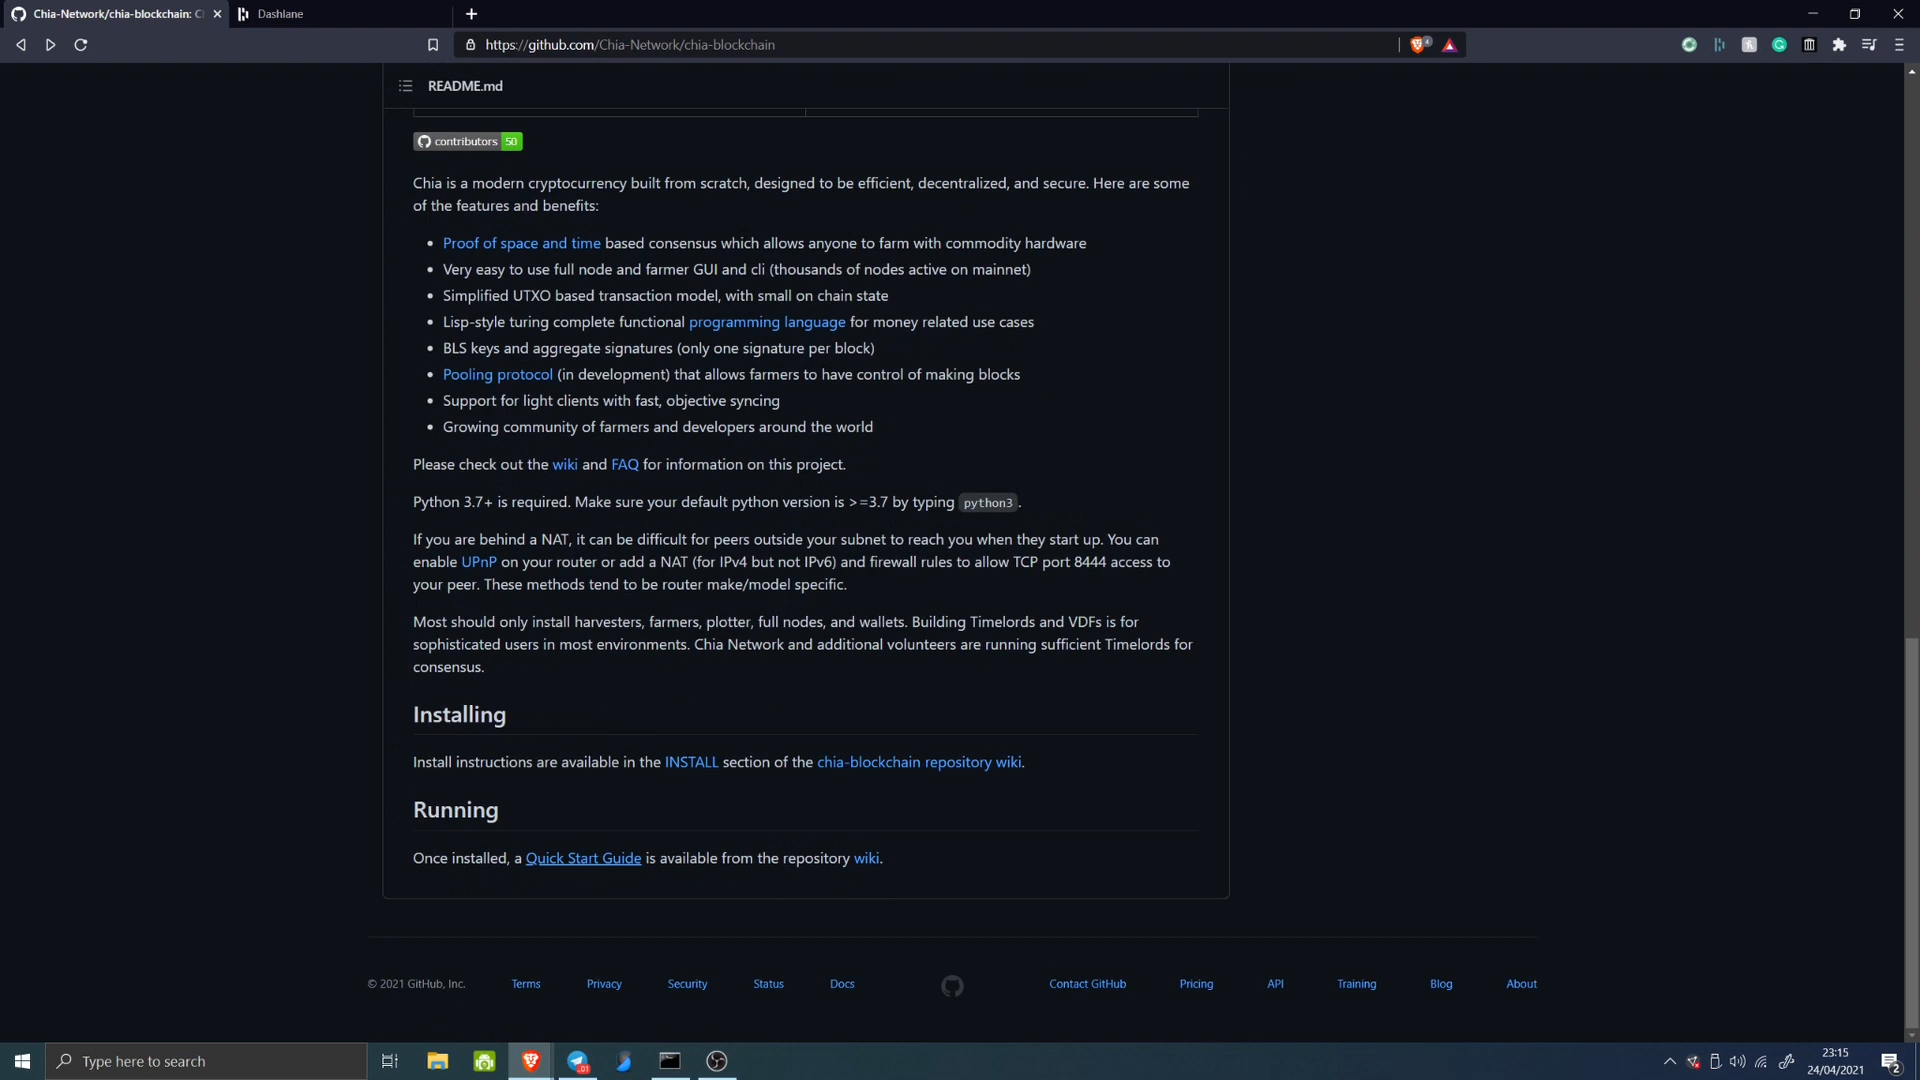 Chia-Network/chia-blockchain: C
Dashlane
https://github.com/Chia-Network/chia-blockchain
4
README.md
contributors 50
Chia is a modern cryptocurrency built from scratch, designed to be efficient, decentralized, and secure. Here are some
of the features and benefits:
• Proof of space and time based consensus which allows anyone to farm with commodity hardware
• Very easy to use full node and farmer GUI and cli (thousands of nodes active on mainnet)
• Simplified UTXO based transaction model, with small on chain state
• Lisp-style turing complete functional programming language for money related use cases
• BLS keys and aggregate signatures (only one signature per block)
• Pooling protocol (in development) that allows farmers to have control of making blocks
• Support for light clients with fast, objective syncing
• Growing community of farmers and developers around the world
Please check out the wiki and FAQ for information on this project.
Python 3.7+ is required. Make sure your default python version is >=3.7 by typing python3.
If you are behind a NAT, it can be difficult for peers outside your subnet to reach you when they start up. You can
enable UPnP on your router or add a NAT (for IPv4 but not IPv6) and firewall rules to allow TCP port 8444 access to
your peer. These methods tend to be router make/model specific.
Most should only install harvesters, farmers, plotter, full nodes, and wallets. Building Timelords and VDFs is for
sophisticated users in most environments. Chia Network and additional volunteers are running sufficient Timelords for
consensus.
Installing
Install instructions are available in the INSTALL section of the chia-blockchain repository wiki.
Running
Once installed, a Quick Start Guide is available from the repository wiki.
© 2021 GitHub, Inc. Terms Privacy Security Status Docs Contact GitHub Pricing API Training Blog About
Type here to search
23:15
24/04/2021
2